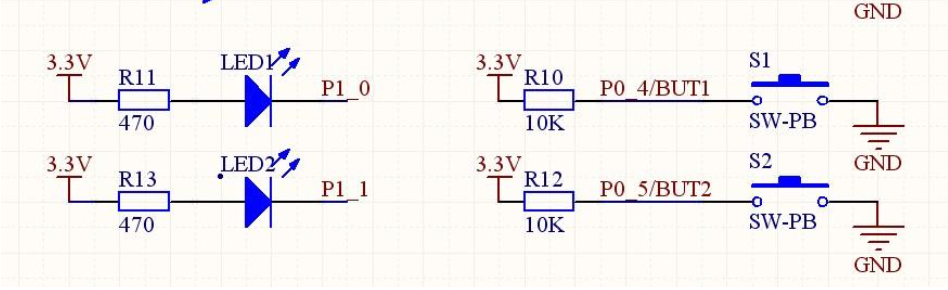 GND
3.3V
R11
470
LED1
P1_0
3.3V
R10
10K
P0_4/BUT1
S1
SW-PB
GND
3.3V
R13
470
LED2
P1_1
3.3V
R12
10K
P0_5/BUT2
S2
SW-PB
GND